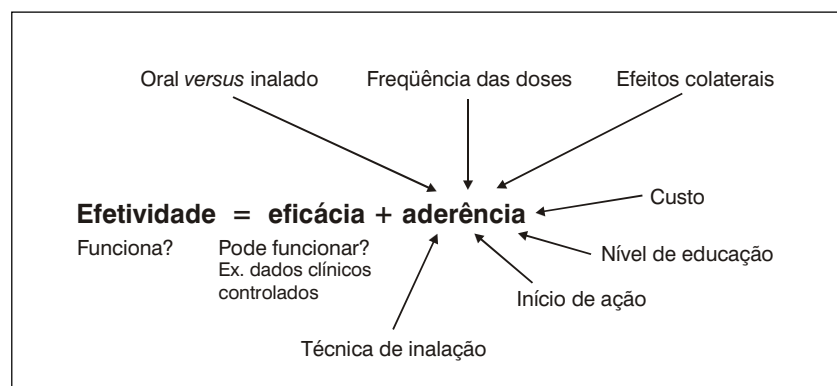 Oral versus inalado Freqüência das doses Efeitos colaterais
Custo
Efetividade = eficácia + aderência
Funciona? Pode funcionar?
Ex. dados clínicos
controlados
Nível de educação
Início de ação
Técnica de inalação